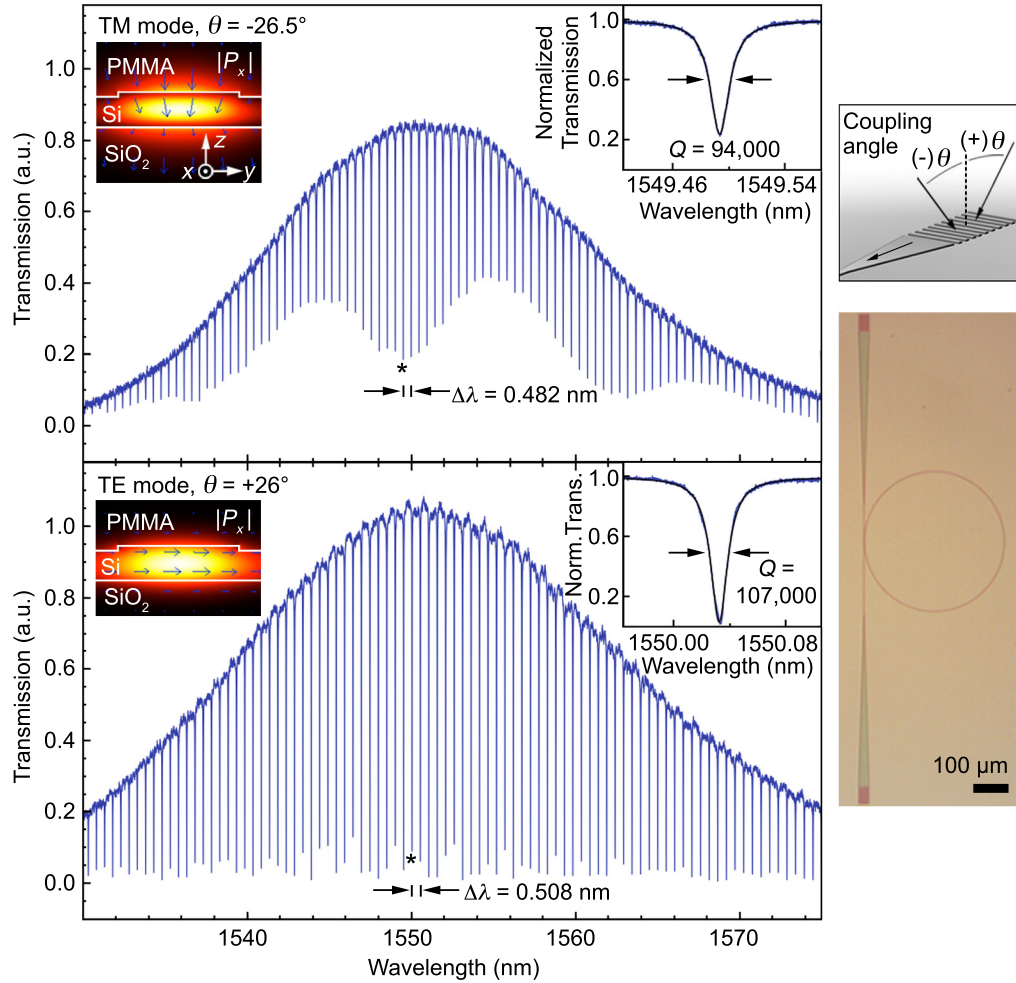 TM mode, θ = -26.5°
PMMA
|Pₓ|
Si
SiO₂
z
x
y
Transmission (a.u.)
1.0
0.8
0.6
0.4
0.2
0.0
*
Δλ = 0.482 nm
Normalized
Transmission
1.0
0.6
0.2
Q = 94,000
1549.46
1549.54
Wavelength (nm)
TE mode, θ = +26°
PMMA
|Pₓ|
Si
SiO₂
Transmission (a.u.)
1.0
0.8
0.6
0.4
0.2
0.0
*
Δλ = 0.508 nm
Norm.Trans.
1.0
0.6
0.2
Q =
107,000
1550.00
1550.08
Wavelength (nm)
1540
1550
1560
1570
Wavelength (nm)
Coupling
angle
(-)θ
(+)θ
100 μm